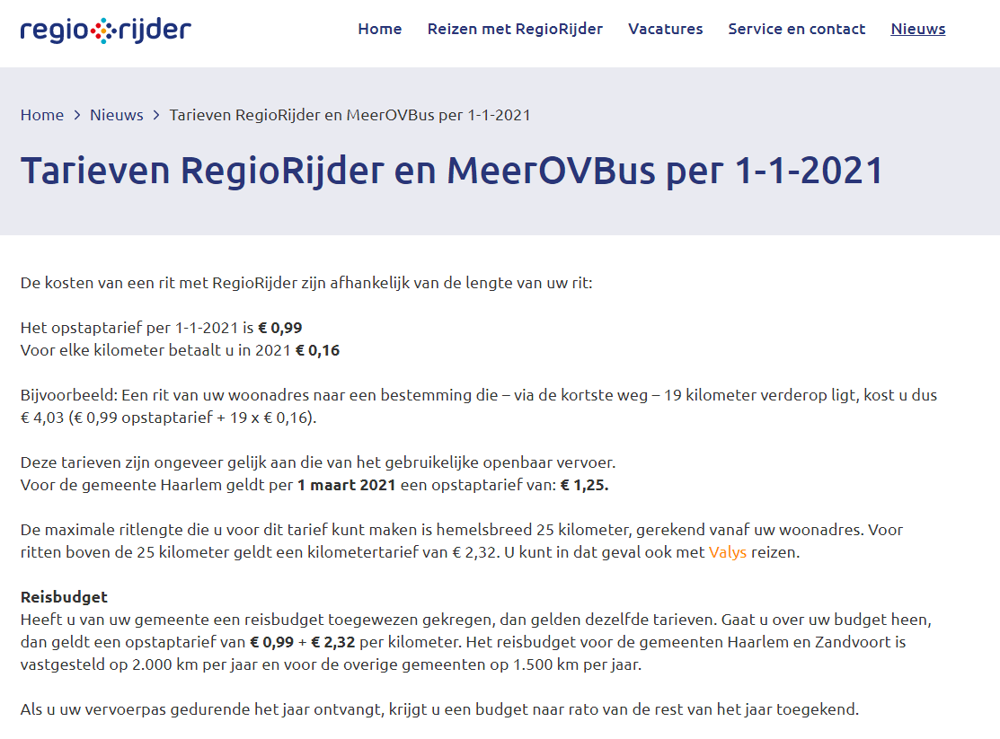 regiorijder
Home Reizen met RegioRijder Vacatures Service en contact Nieuws
Home > Nieuws > Tarieven RegioRijder en MeerOVBus per 1-1-2021
Tarieven RegioRijder en MeerOVBus per 1-1-2021
De kosten van een rit met RegioRijder zijn afhankelijk van de lengte van uw rit:
Het opstaptarief per 1-1-2021 is € 0,99
Voor elke kilometer betaalt u in 2021 € 0,16
Bijvoorbeeld: Een rit van uw woonadres naar een bestemming die – via de kortste weg – 19 kilometer verderop ligt, kost u dus
€ 4,03 (€ 0,99 opstaptarief + 19 x € 0,16).
Deze tarieven zijn ongeveer gelijk aan die van het gebruikelijke openbaar vervoer.
Voor de gemeente Haarlem geldt per 1 maart 2021 een opstaptarief van: € 1,25.
De maximale ritlengte die u voor dit tarief kunt maken is hemelsbreed 25 kilometer, gerekend vanaf uw woonadres. Voor
ritten boven de 25 kilometer geldt een kilometertarief van € 2,32. U kunt in dat geval ook met Valys reizen.
Reisbudget
Heeft u van uw gemeente een reisbudget toegewezen gekregen, dan gelden dezelfde tarieven. Gaat u over uw budget heen,
dan geldt een opstaptarief van € 0,99 + € 2,32 per kilometer. Het reisbudget voor de gemeenten Haarlem en Zandvoort is
vastgesteld op 2.000 km per jaar en voor de overige gemeenten op 1.500 km per jaar.
Als u uw vervoerpas gedurende het jaar ontvangt, krijgt u een budget naar rato van de rest van het jaar toegekend.